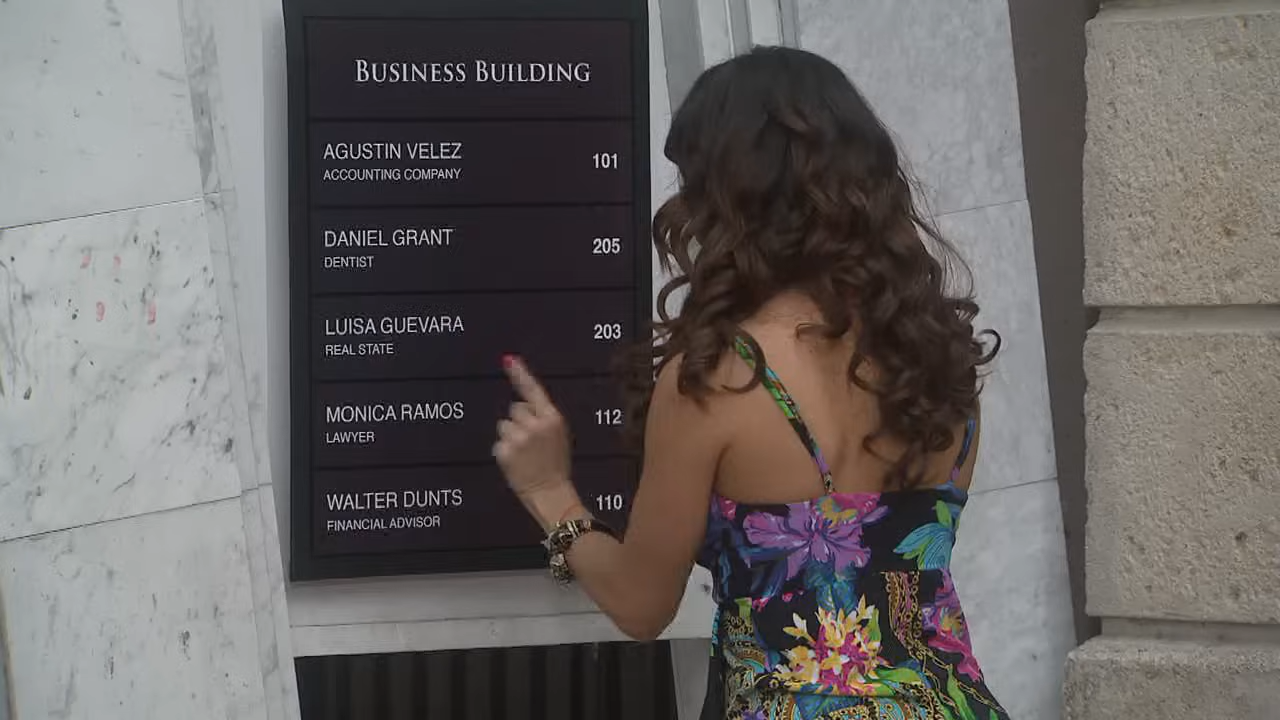 BUSINESS BUILDING
AGUSTIN VELEZ
ACCOUNTING COMPANY
101
DANIEL GRANT
DENTIST
205
LUISA GUEVARA
REAL STATE
203
MONICA RAMOS
LAWYER
112
WALTER DUNTS
FINANCIAL ADVISOR
110